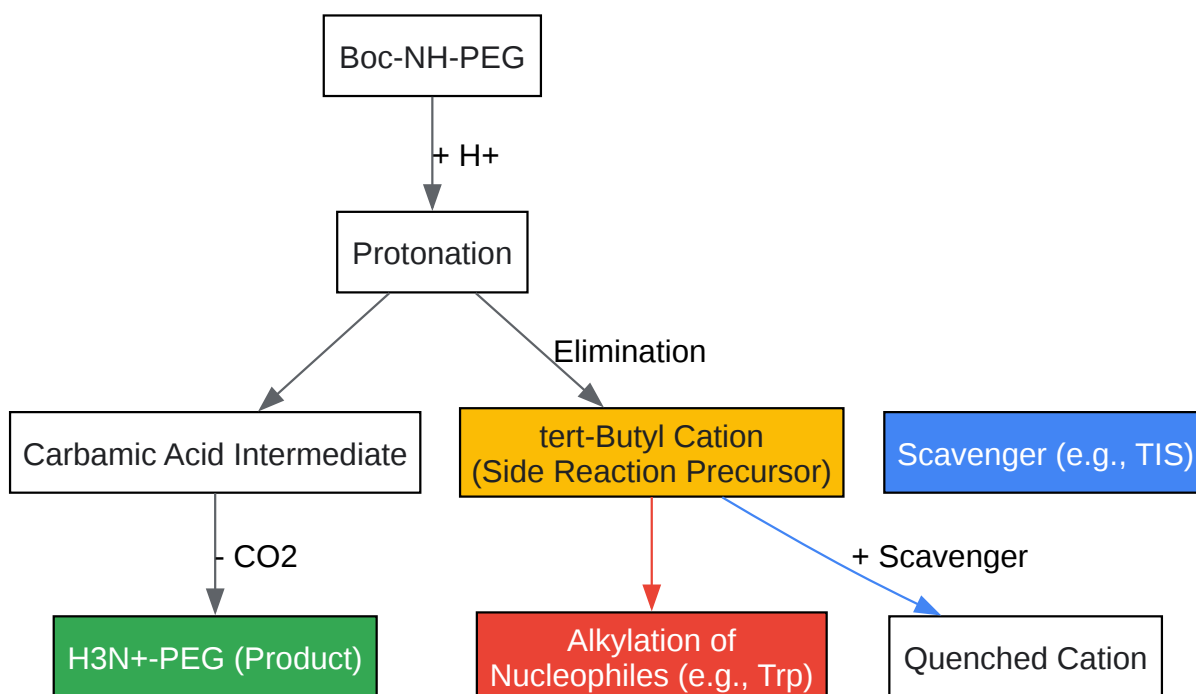 Boc-NH-PEG
+ H+
Protonation
Elimination
Carbamic Acid Intermediate
tert-Butyl Cation
(Side Reaction Precursor)
Scavenger (e.g., TIS)
- CO2
+ Scavenger
H3N+-PEG (Product)
Alkylation of
Nucleophiles (e.g., Trp)
Quenched Cation